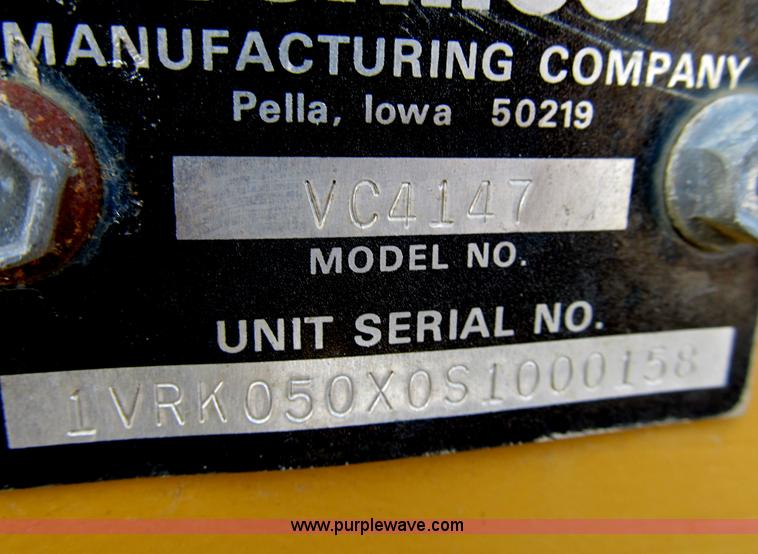 MANUFACTURING COMPANY
Pella, Iowa 50219
VC4147
MODEL NO.
UNIT SERIAL NO.
1VRK050X0S1000158
www.purplewave.com